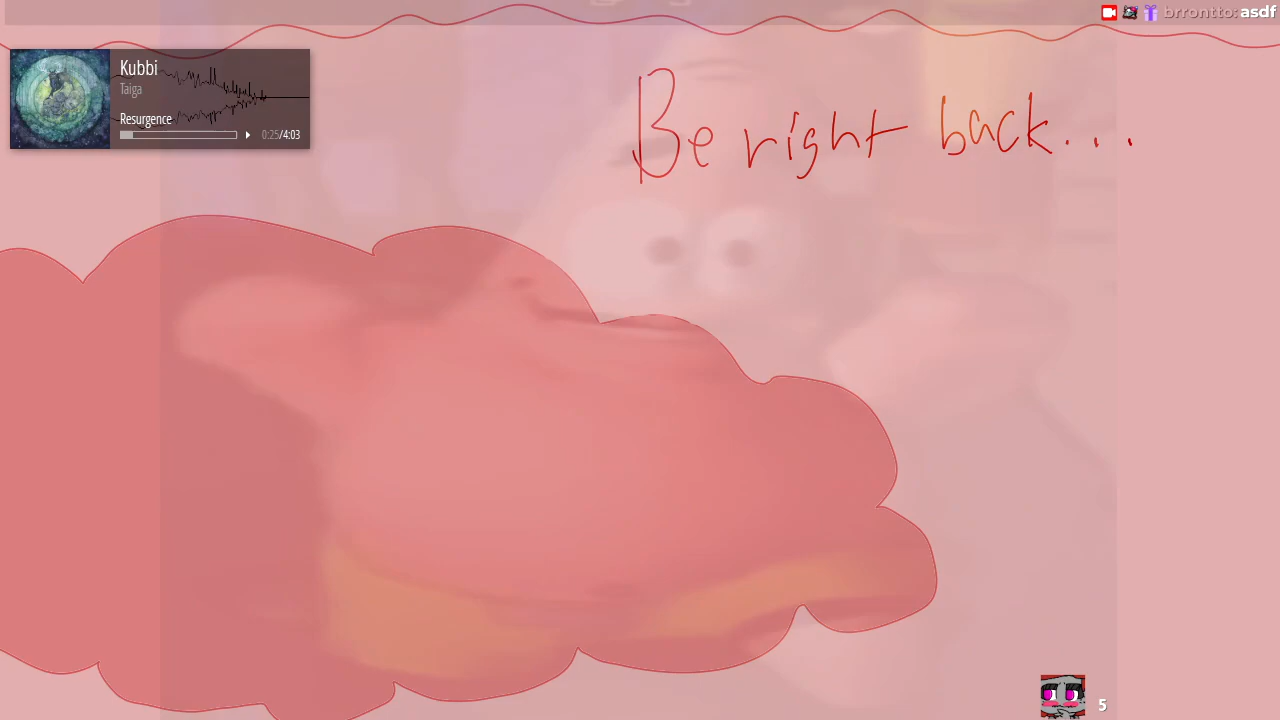 brrontto: asdf
Kubbi
Taiga
Resurgence
0:25/4:03
Be right back...
5